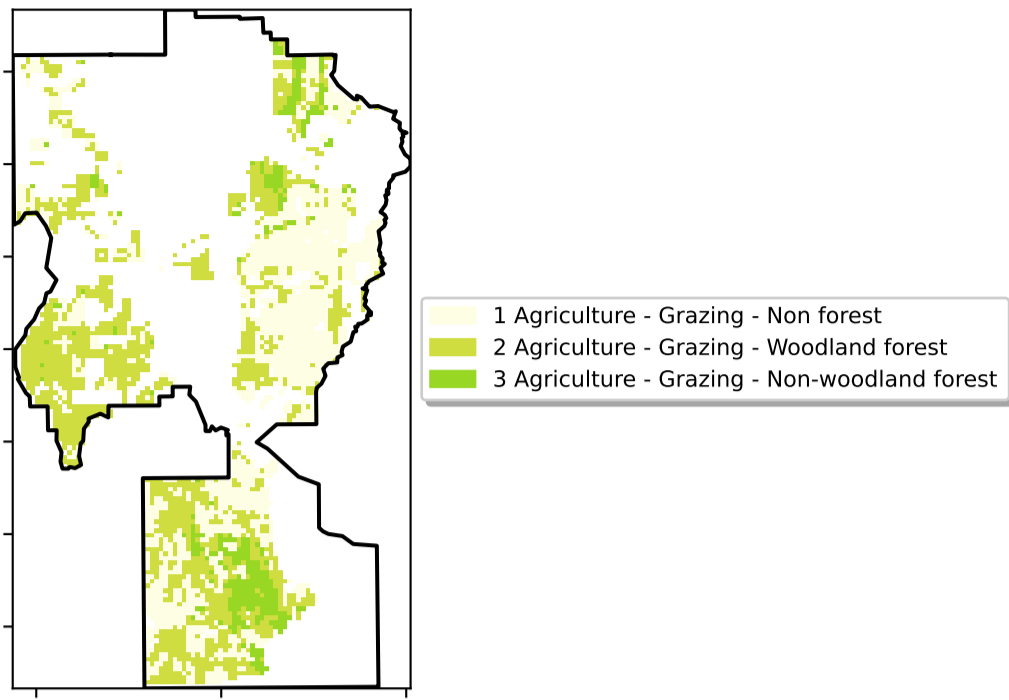 1 Agriculture - Grazing - Non forest
2 Agriculture - Grazing - Woodland forest
3 Agriculture - Grazing - Non-woodland forest